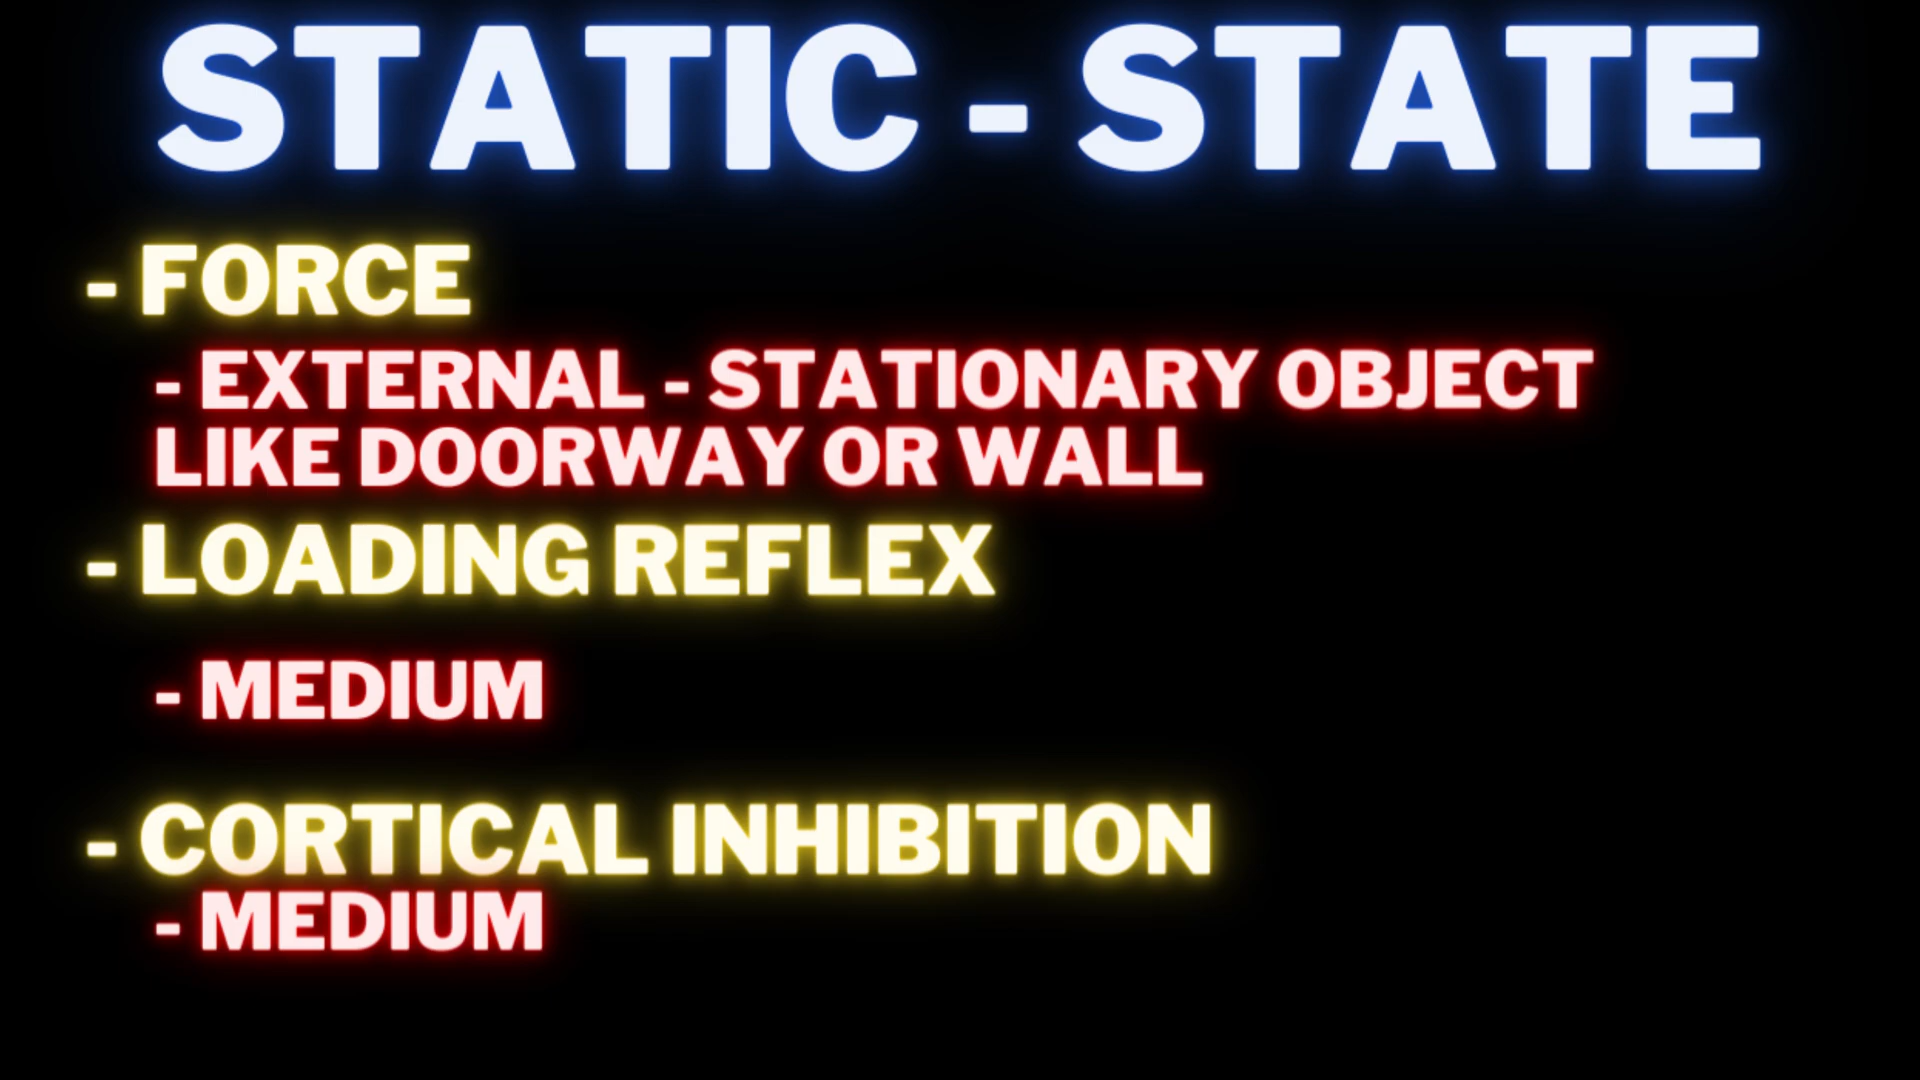 STATIC - STATE
- FORCE
- EXTERNAL - STATIONARY OBJECT
LIKE DOORWAY OR WALL
- LOADING REFLEX
- MEDIUM
- CORTICAL INHIBITION
- MEDIUM